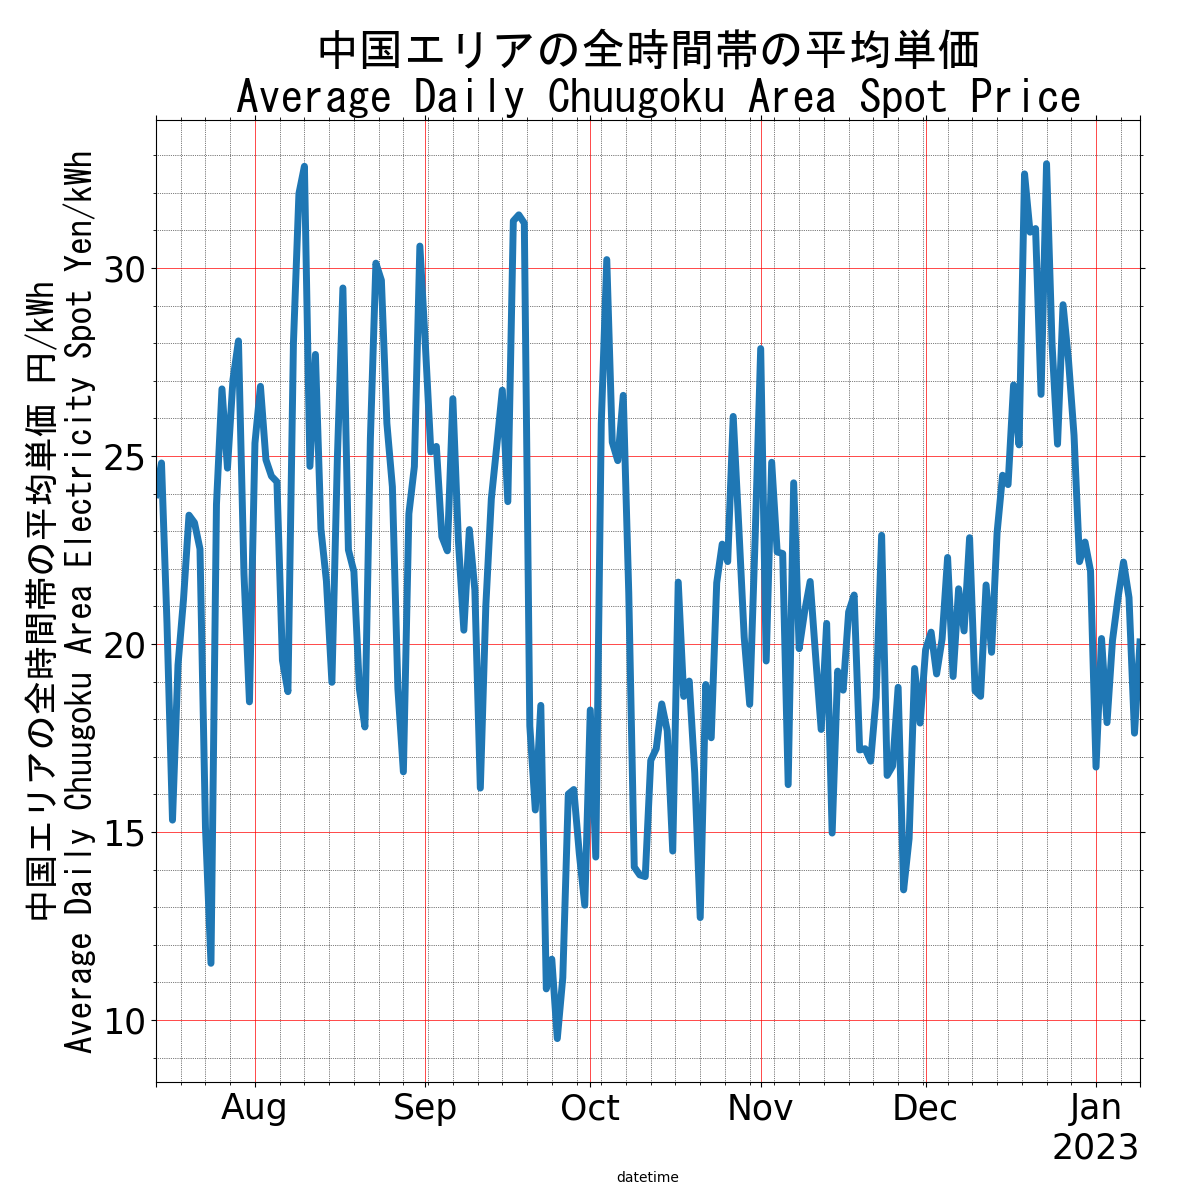 中国エリアの全時間帯の平均単価
Average Daily Chuugoku Area Spot Price
中国エリアの全時間帯の平均単価 円/kWh
Average Daily Chuugoku Area Electricity Spot Yen/kWh
30
25
20
15
10
Aug Sep Oct Nov Dec Jan
2023
datetime